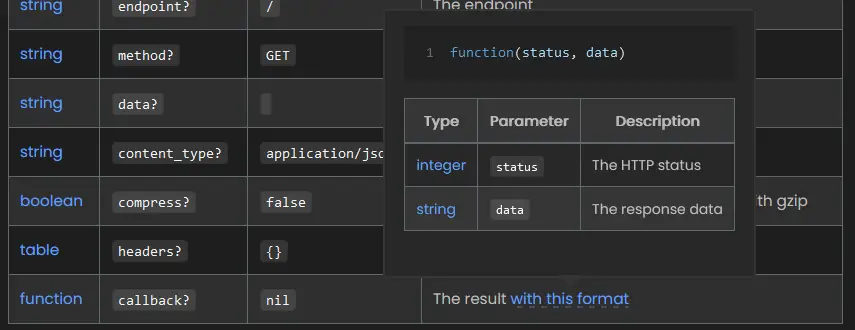 string endpoint? / The endpoint
1 function(status, data)
string method? GET
string data?
Type Parameter Description
string content_type? application/jso
integer status The HTTP status
boolean compress? false th gzip
string data The response data
table headers? {}
function callback? nil The result with this format